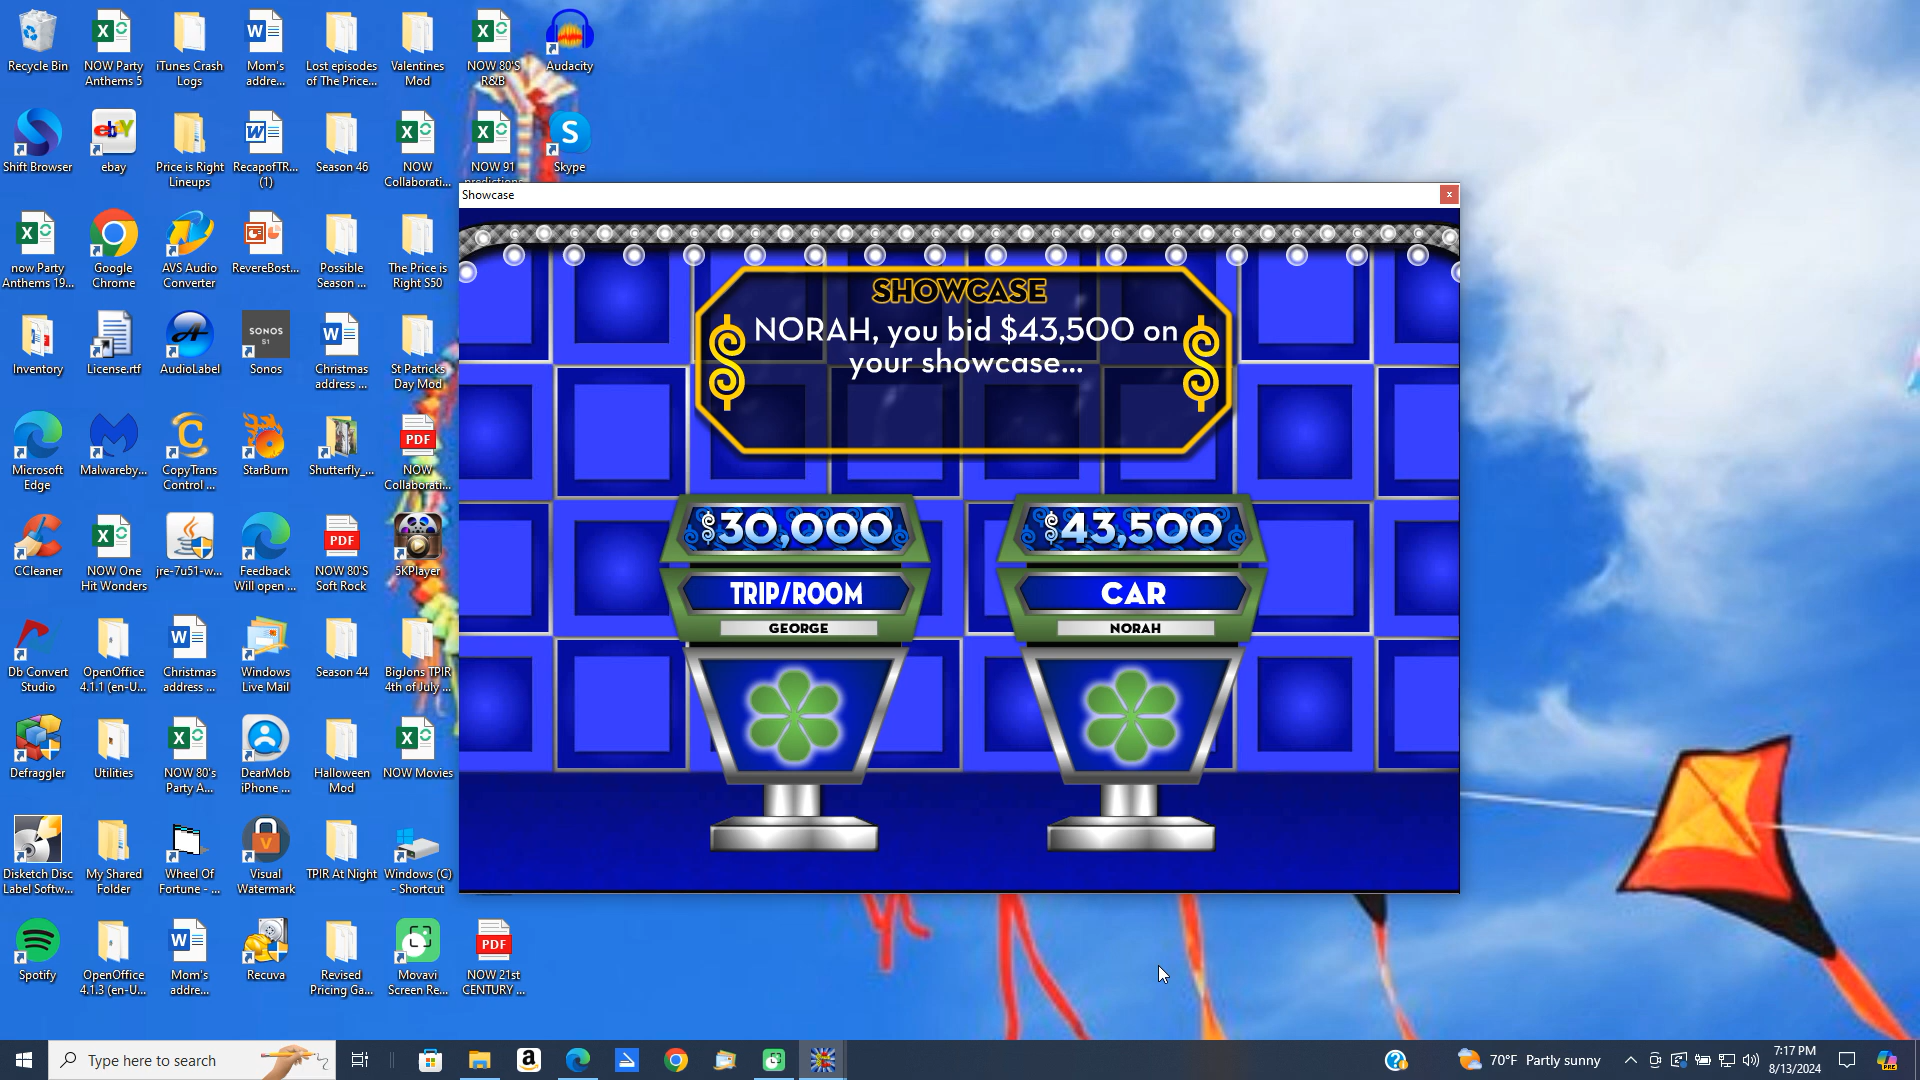 Recycle Bin
NOW Party
Anthems 5
iTunes Crash
Logs
Mom's
addre...
Lost episodes
of The Price...
Valentines
Mod
NOW 80'S
R&B
Audacity
Shift Browser
ebay
ebay
Price is Right
Lineups
RecapofTR...
(1)
Season 46
NOW
Collaborati...
NOW 91
predictions
Skype
now Party
Anthems 19...
Google
Chrome
AVS Audio
Converter
RevereBost...
Possible
Season ...
The Price is
Right S50
Inventory
License.rtf
AudioLabel
SONOS
S1
Sonos
Christmas
address ...
St Patricks
Day Mod
Microsoft
Edge
Malwareby...
CopyTrans
Control ...
StarBurn
Shutterfly_...
PDF
NOW
Collaborati...
CCleaner
NOW One
Hit Wonders
jre-7u51-w...
Feedback
Will open ...
PDF
NOW 80'S
Soft Rock
5KPlayer
Db Convert
Studio
OpenOffice
4.1.1 (en-U...
Christmas
address ...
Windows
Live Mail
Season 44
BigJons TPIR
4th of July ...
Defraggler
Utilities
NOW 80's
Party A...
DearMob
iPhone ...
Halloween
Mod
NOW Movies
Disketch Disc
Label Softw...
My Shared
Folder
Wheel Of
Fortune - ...
Visual
Watermark
TPIR At Night
Windows (C)
- Shortcut
Spotify
OpenOffice
4.1.3 (en-U...
Mom's
addre...
Recuva
Revised
Pricing Ga...
Movavi
Screen Re...
PDF
NOW 21st
CENTURY ...
Showcase
SHOWCASE
NORAH, you bid $43,500 on
your showcase...
$30,000
$43,500
TRIP/ROOM
CAR
GEORGE
NORAH
Type here to search
70°F Partly sunny
7:17 PM
8/13/2024